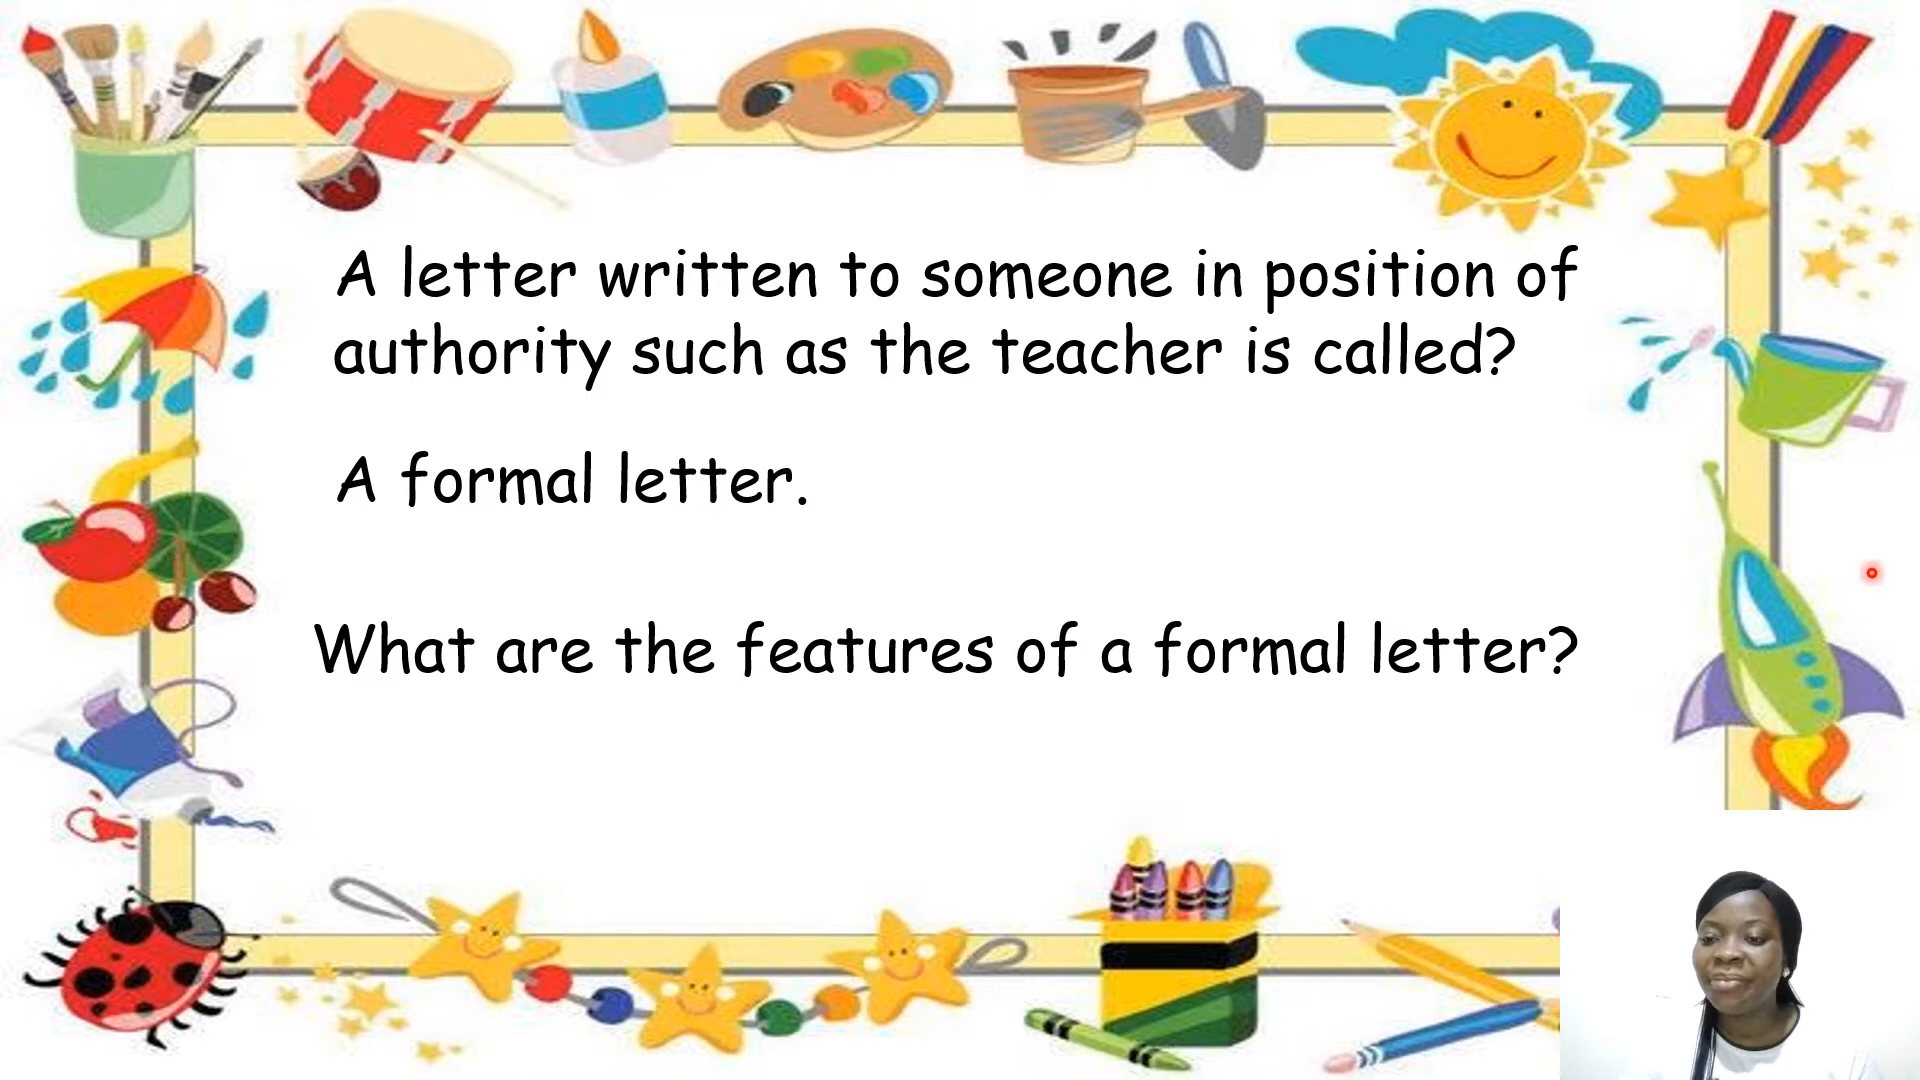 A letter written to someone in position of
authority such as the teacher is called?
A formal letter.
What are the features of a formal letter?